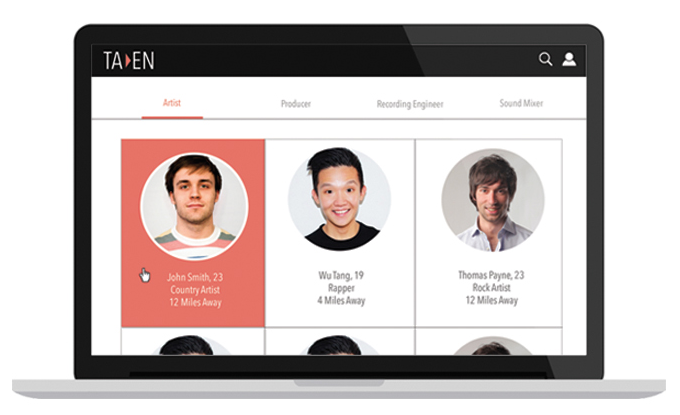 TA▶EN
Artist Producer Recording Engineer Sound Mixer
John Smith, 23
Country Artist
12 Miles Away
Wu Tang, 19
Rapper
4 Miles Away
Thomas Payne, 23
Rock Artist
12 Miles Away